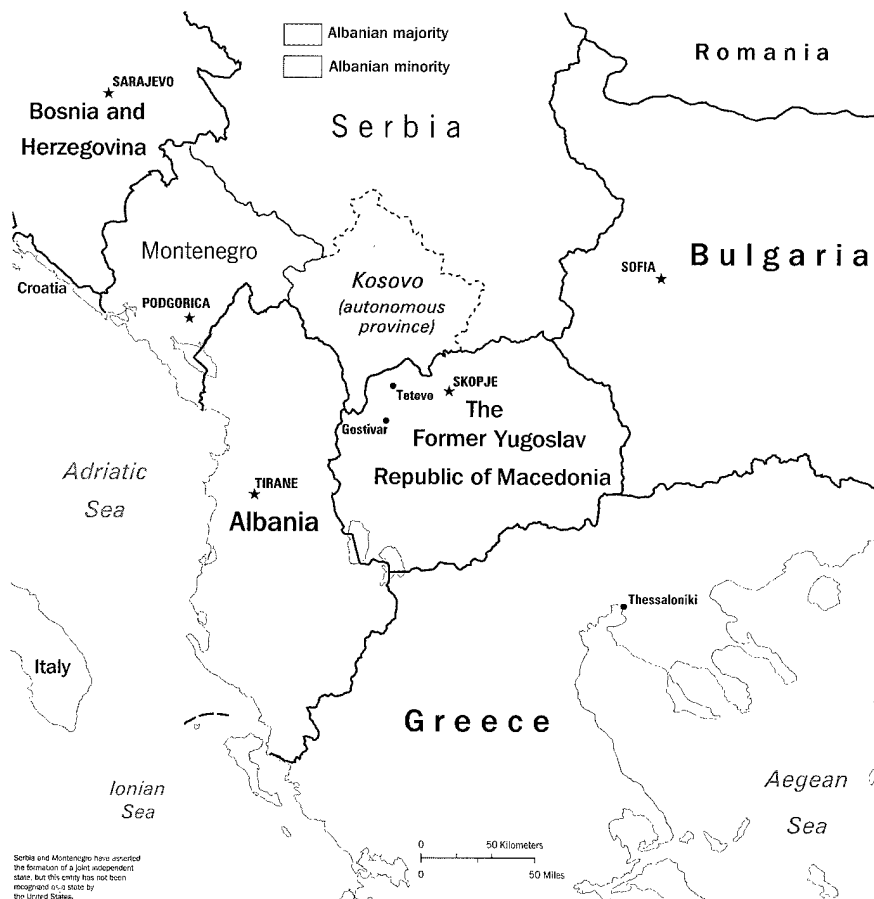 Albanian majority
Albanian minority
Romania
SARAJEVO
Bosnia and
Herzegovina
Serbia
Montenegro
Bulgaria
SOFIA
Croatia
PODGORICA
Kosovo
(autonomous
province)
SKOPJE
Tetovo
Gostivar
The
Former Yugoslav
Republic of Macedonia
Adriatic
Sea
TIRANE
Albania
Thessaloniki
Italy
Greece
Ionian
Sea
Aegean
Sea
0 50 Kilometers
0 50 Miles
Serbia and Montenegro have asserted
the formation of a joint independent
state, but this entity has not been
recognized as a state by
the United States.